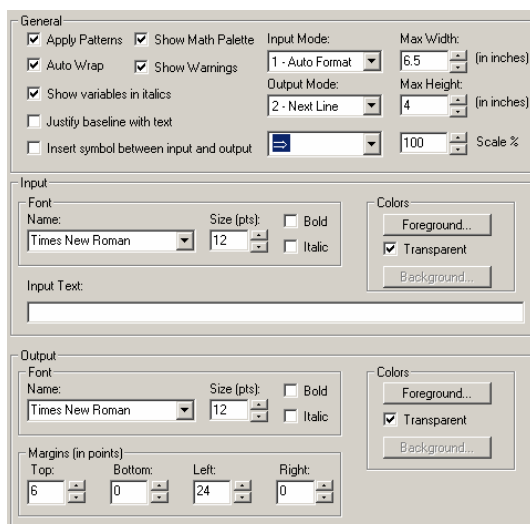 General
Apply Patterns Show Math Palette Input Mode: Max Width:
Auto Wrap Show Warnings 1 - Auto Format 6.5 (in inches)
Show variables in italics Output Mode: Max Height:
Justify baseline with text 2 - Next Line 4 (in inches)
Insert symbol between input and output ⇒ 100 Scale %
Input
Font
Name: Size (pts): Bold
Times New Roman 12 Italic
Colors
Foreground...
Transparent
Background...
Input Text:
Output
Font
Name: Size (pts): Bold
Times New Roman 12 Italic
Colors
Foreground...
Transparent
Background...
Margins (in points)
Top: Bottom: Left: Right:
6 0 24 0